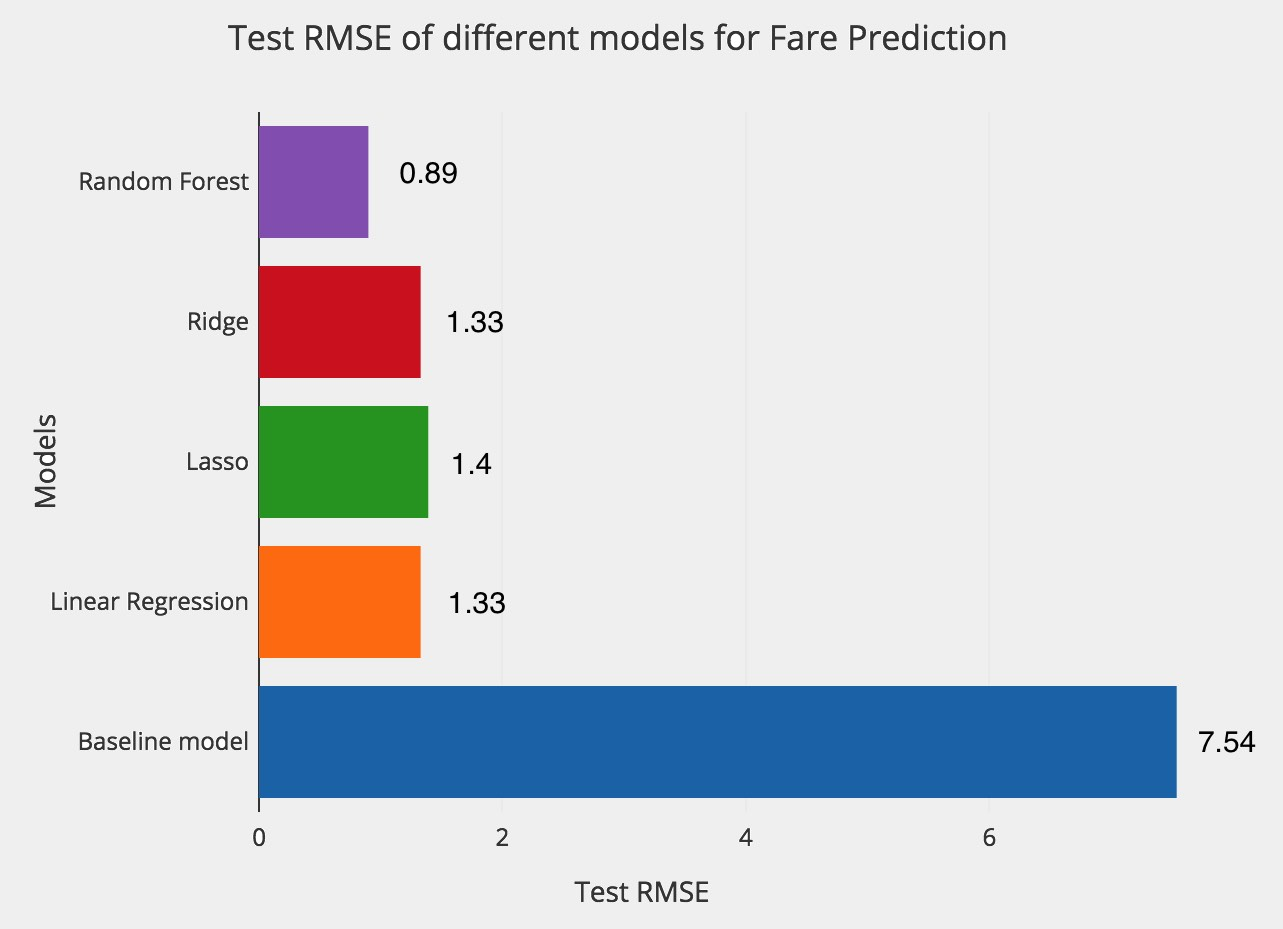 Test RMSE of different models for Fare Prediction
Random Forest
0.89
Ridge
1.33
Lasso
1.4
Linear Regression
1.33
Baseline model
7.54
Models
0 2 4 6
Test RMSE